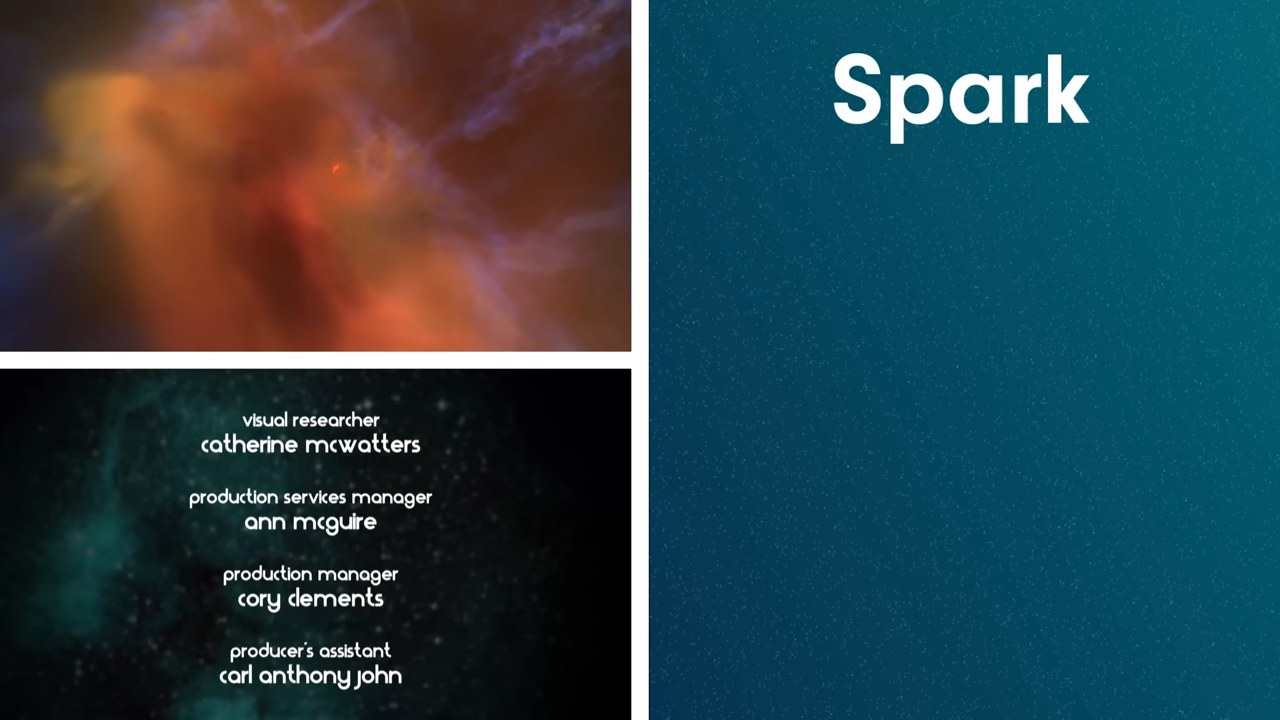 Spark
visual researcher
catherine mcwatters
production services manager
ann mcguire
production manager
cory clements
producer's assistant
carl anthony john